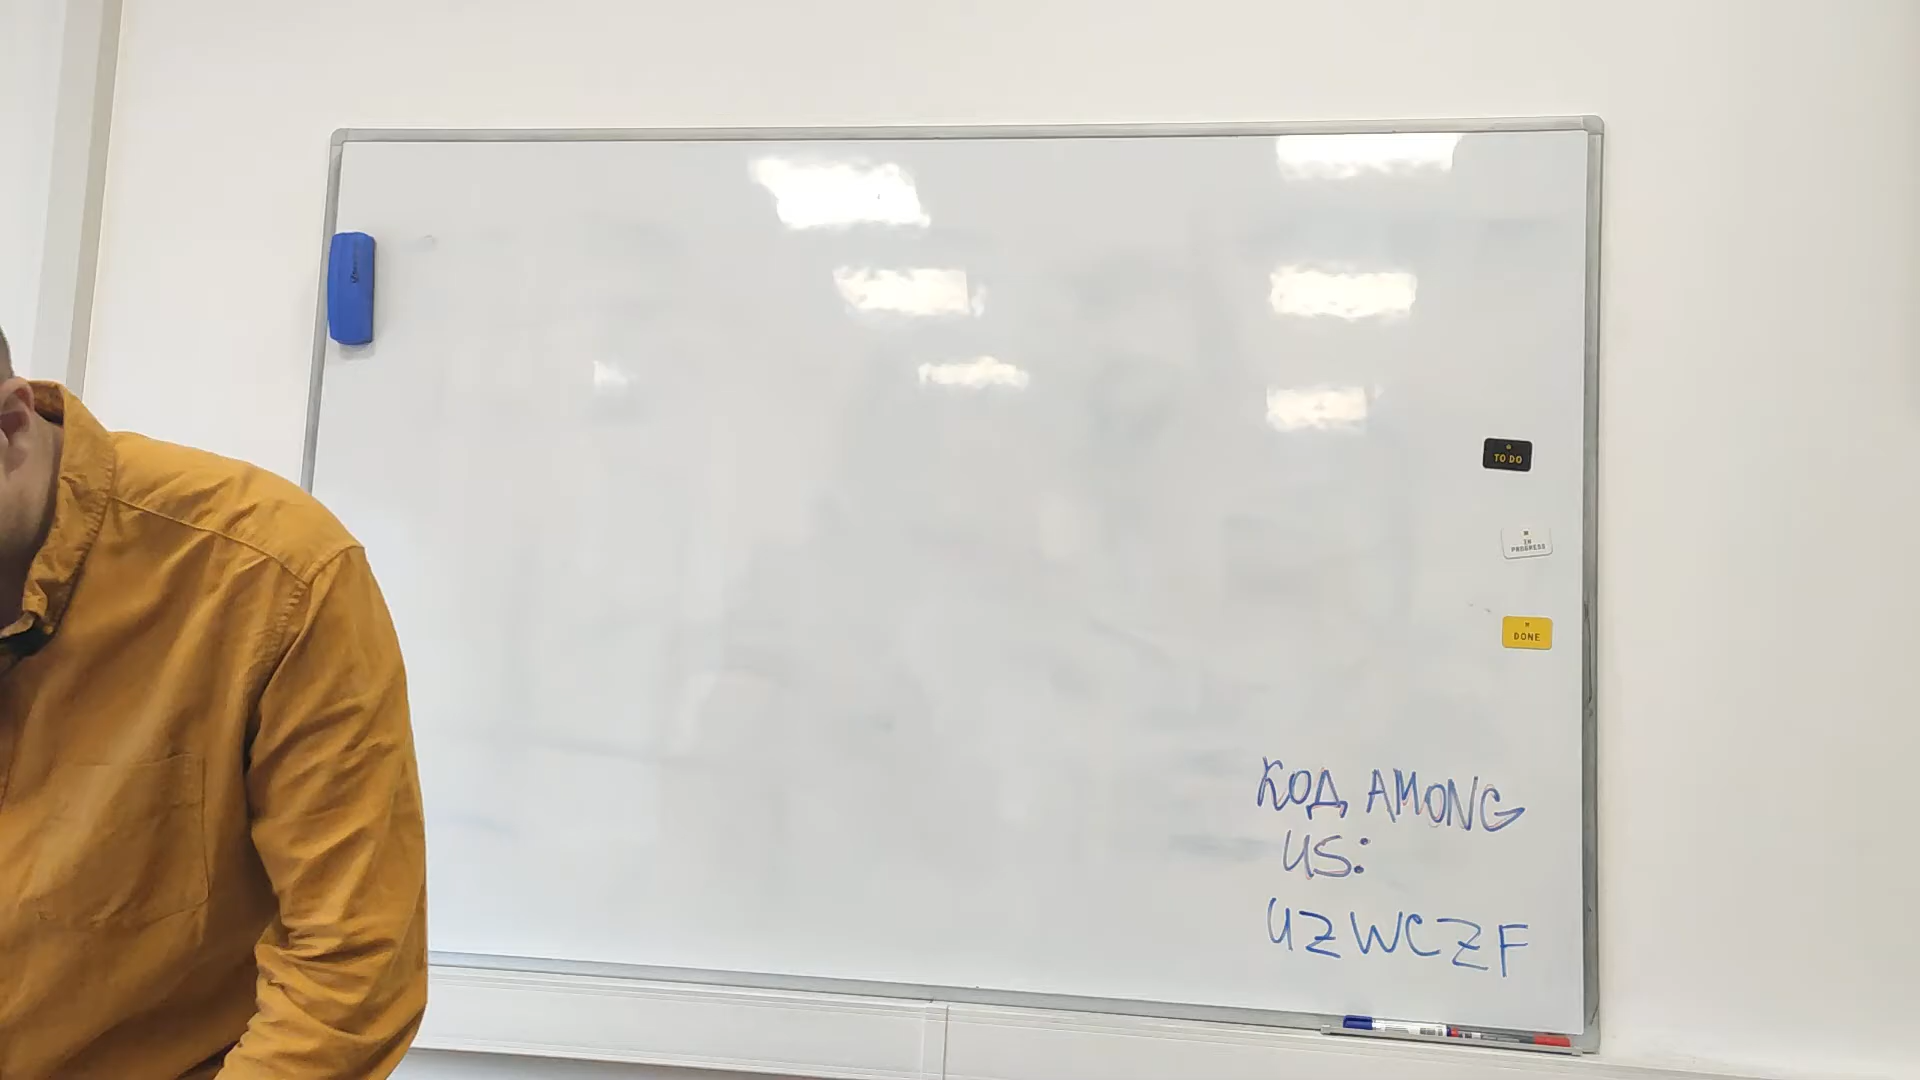 TO DO
IN
PROGRESS
DONE
КОД AMONG
US:
UZWCZF